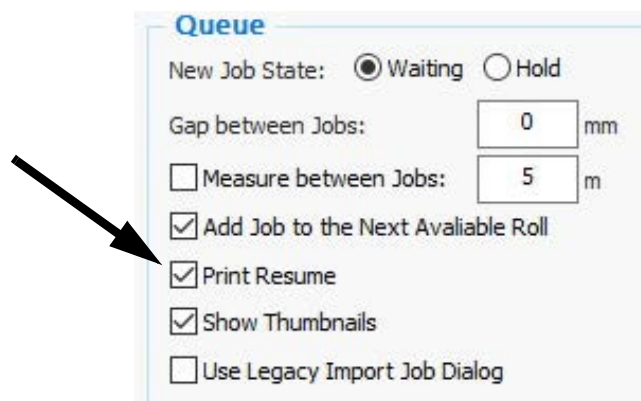 Queue
New Job State: Waiting Hold
Gap between Jobs: 0 mm
Measure between Jobs: 5 m
Add Job to the Next Avaliable Roll
Print Resume
Show Thumbnails
Use Legacy Import Job Dialog